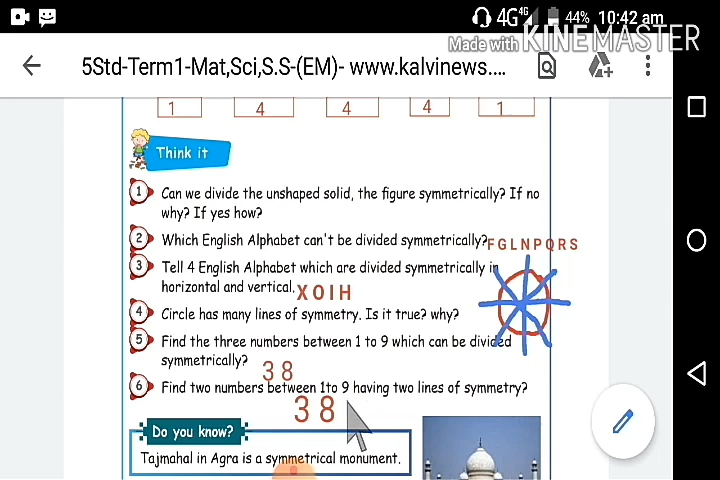 4G 4G 44% 10:42 am
Made with KINEMASTER
5Std-Term1-Mat,Sci,S.S-(EM)- www.kalvinews....
1 4 4 4 1
Think it
1 Can we divide the unshaped solid, the figure symmetrically? If no
why? If yes how?
2 Which English Alphabet can't be divided symmetrically? F G L N P Q R S
3 Tell 4 English Alphabet which are divided symmetrically in
horizontal and vertical. X O I H
4 Circle has many lines of symmetry. Is it true? why?
5 Find the three numbers between 1 to 9 which can be divided
symmetrically? 3 8
6 Find two numbers between 1to 9 having two lines of symmetry?
3 8
Do you know?
Tajmahal in Agra is a symmetrical monument.